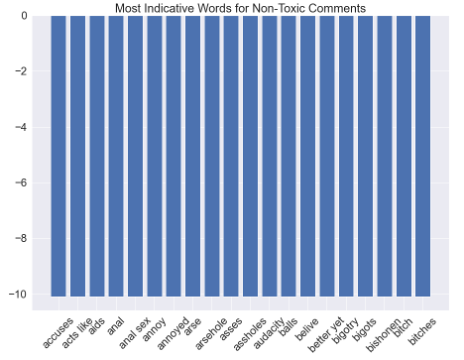 Most Indicative Words for Non-Toxic Comments
0
−2
−4
−6
−8
−10
accuses
acts like
aids
anal
anal sex
annoy
annoyed
arse
arsehole
asses
assholes
audacity
balls
belive
better yet
bigotry
bigots
bishonen
bitch
bitches